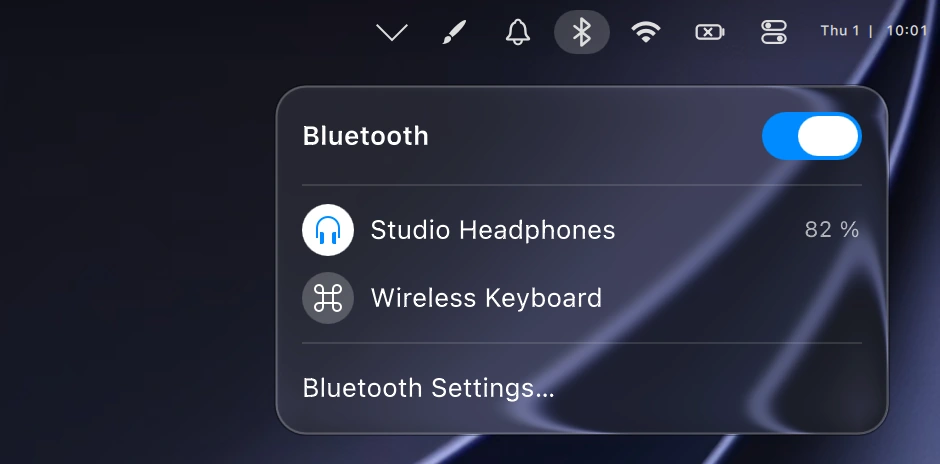 Thu 1 | 10:01
Bluetooth
Studio Headphones 82 %
Wireless Keyboard
Bluetooth Settings...